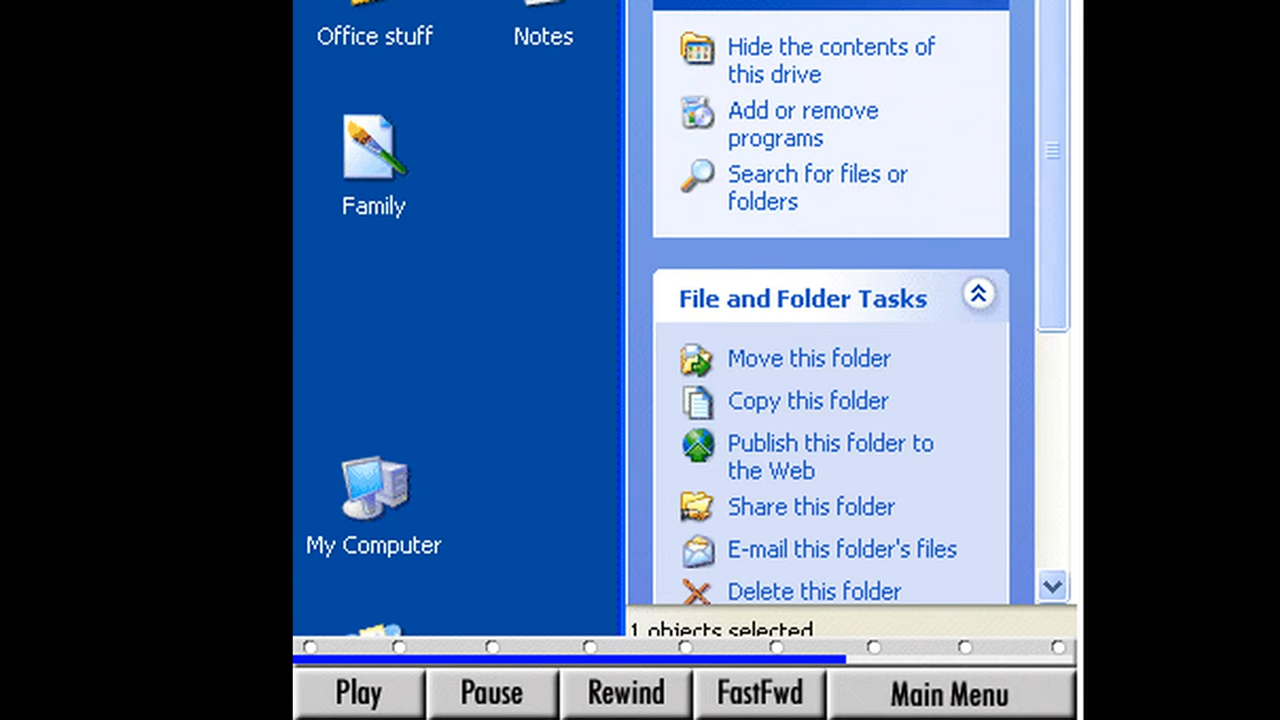 Office stuff
Notes
Family
My Computer
Hide the contents of
this drive
Add or remove
programs
Search for files or
folders
File and Folder Tasks
Move this folder
Copy this folder
Publish this folder to
the Web
Share this folder
E-mail this folder's files
Delete this folder
1 objects selected
Play
Pause
Rewind
FastFwd
Main Menu